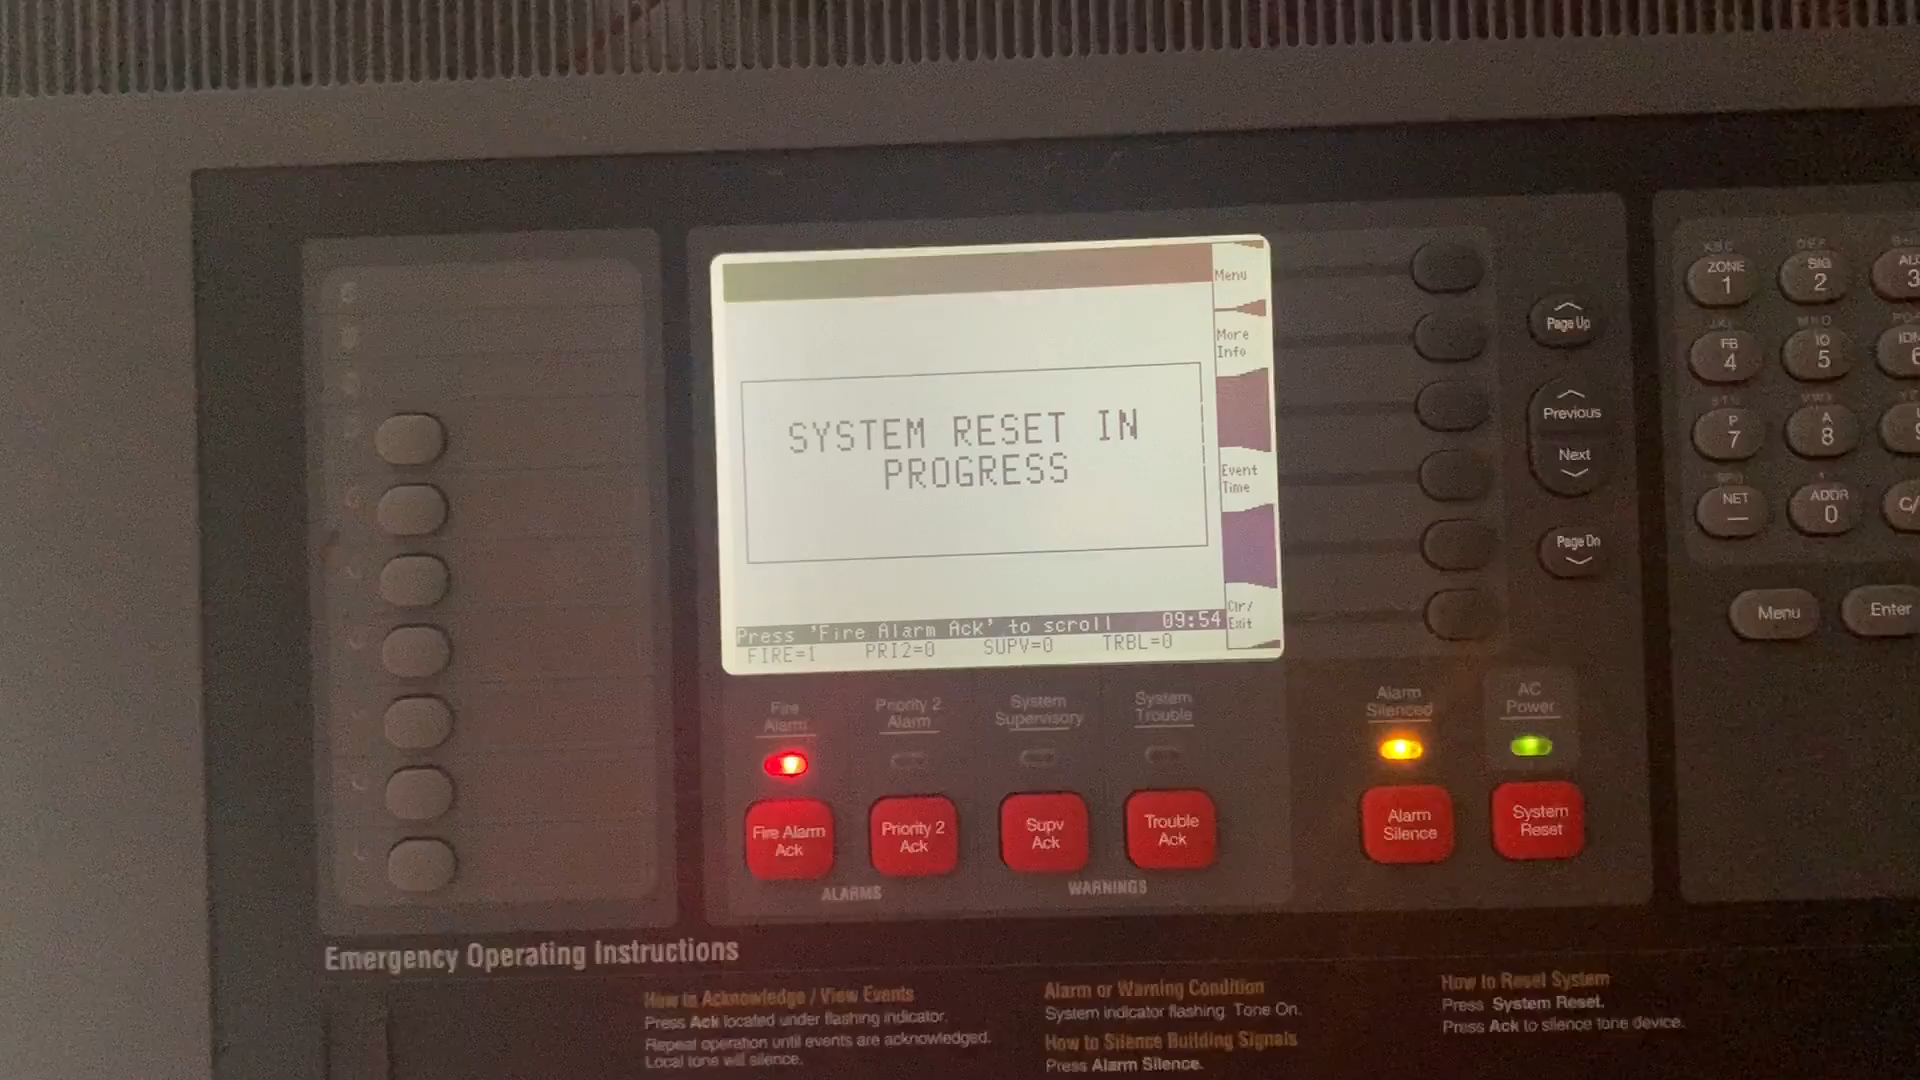 SYSTEM RESET IN
PROGRESS
Press 'Fire Alarm Ack' to scroll 09:54
FIRE=1 PRI2=0 SUPV=0 TRBL=0
Menu
More
Info
Event
Time
Clr/
Exit
Page Up
Previous
Next
Page Dn
ABC
ZONE
1
DEF
SIG
2
3
JKL
FB
4
MNO
IO
5
P
7
A
8
NET
ADDR
0
Menu
Enter
Fire
Alarm
Priority 2
Alarm
System
Supervisory
System
Trouble
Alarm
Silenced
AC
Power
Fire Alarm
Ack
Priority 2
Ack
Supv
Ack
Trouble
Ack
Alarm
Silence
System
Reset
ALARMS
WARNINGS
Emergency Operating Instructions
How to Acknowledge / View Events
Press Ack located under flashing indicator.
Repeat operation until events are acknowledged.
Local tone will silence.
Alarm or Warning Condition
System indicator flashing. Tone On.
How to Silence Building Signals
Press Alarm Silence.
How to Reset System
Press System Reset.
Press Ack to silence tone device.